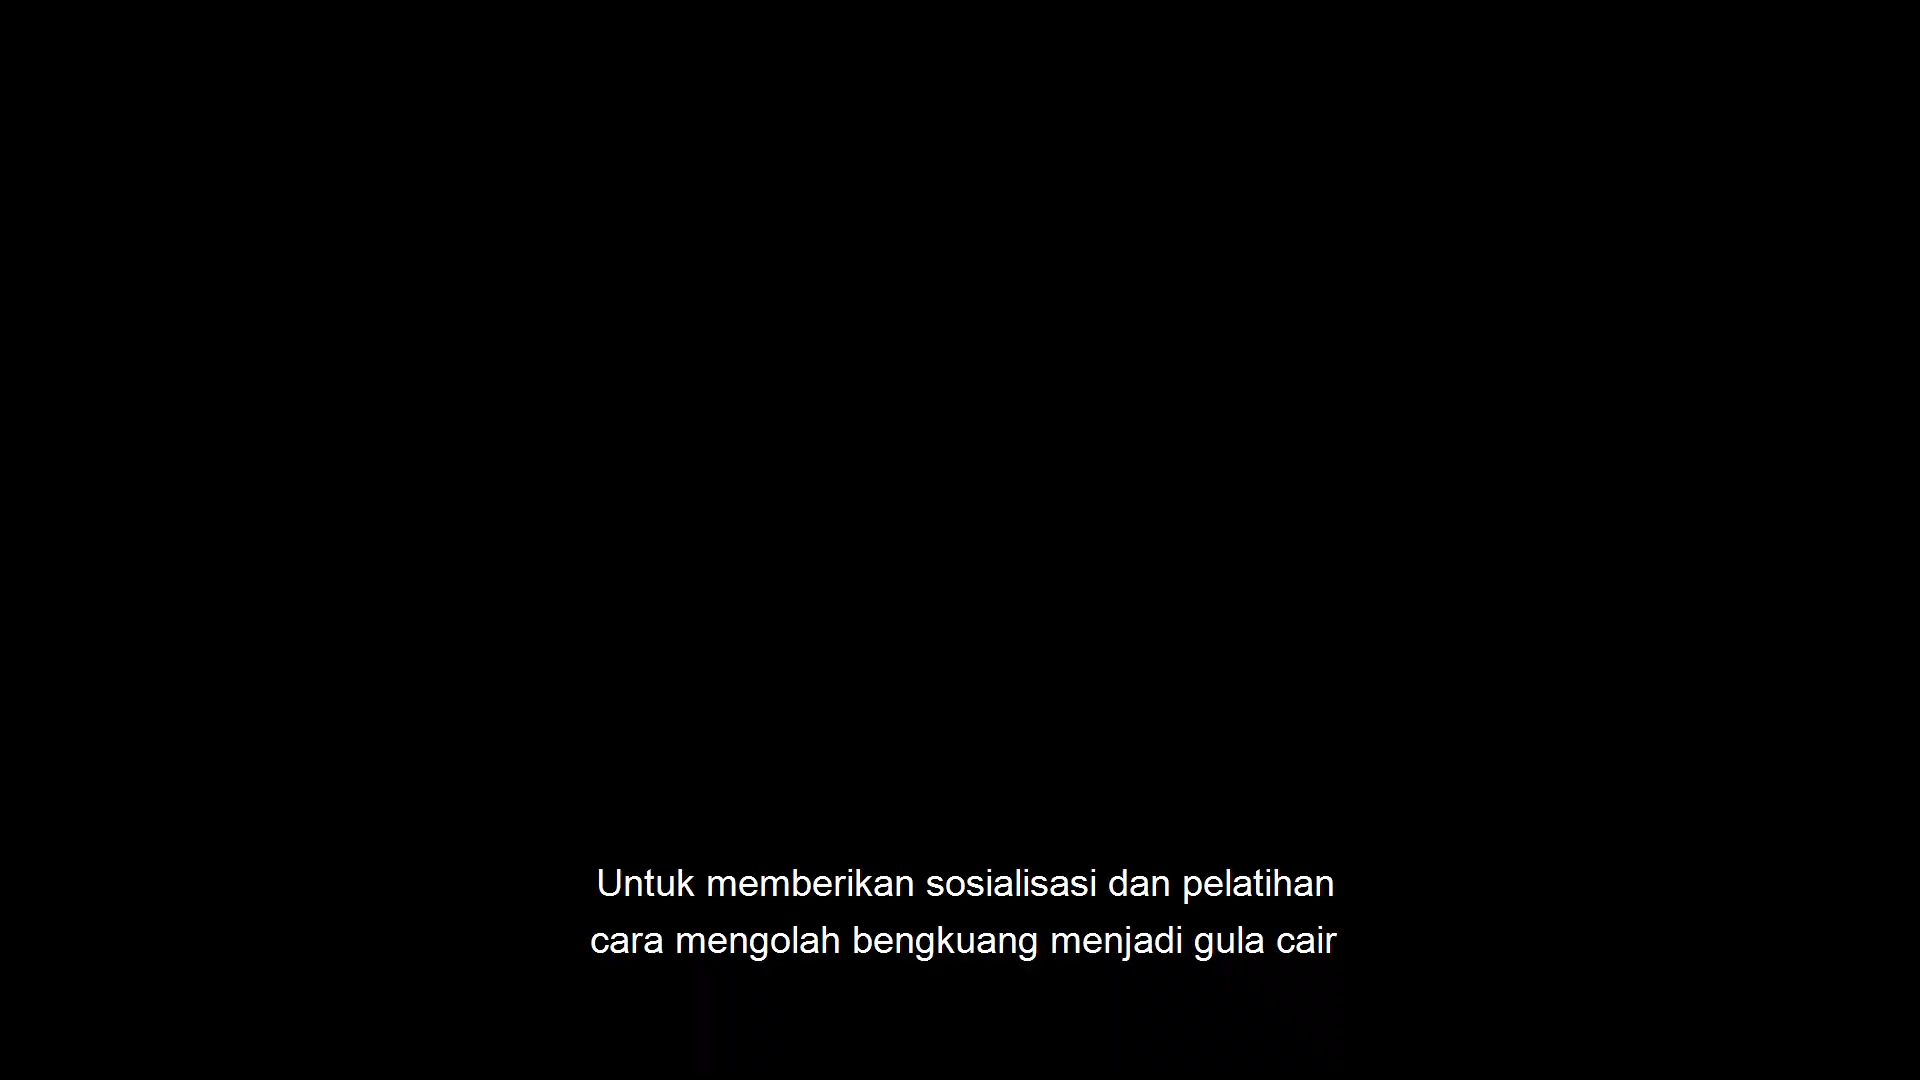 Untuk memberikan sosialisasi dan pelatihan
cara mengolah bengkuang menjadi gula cair